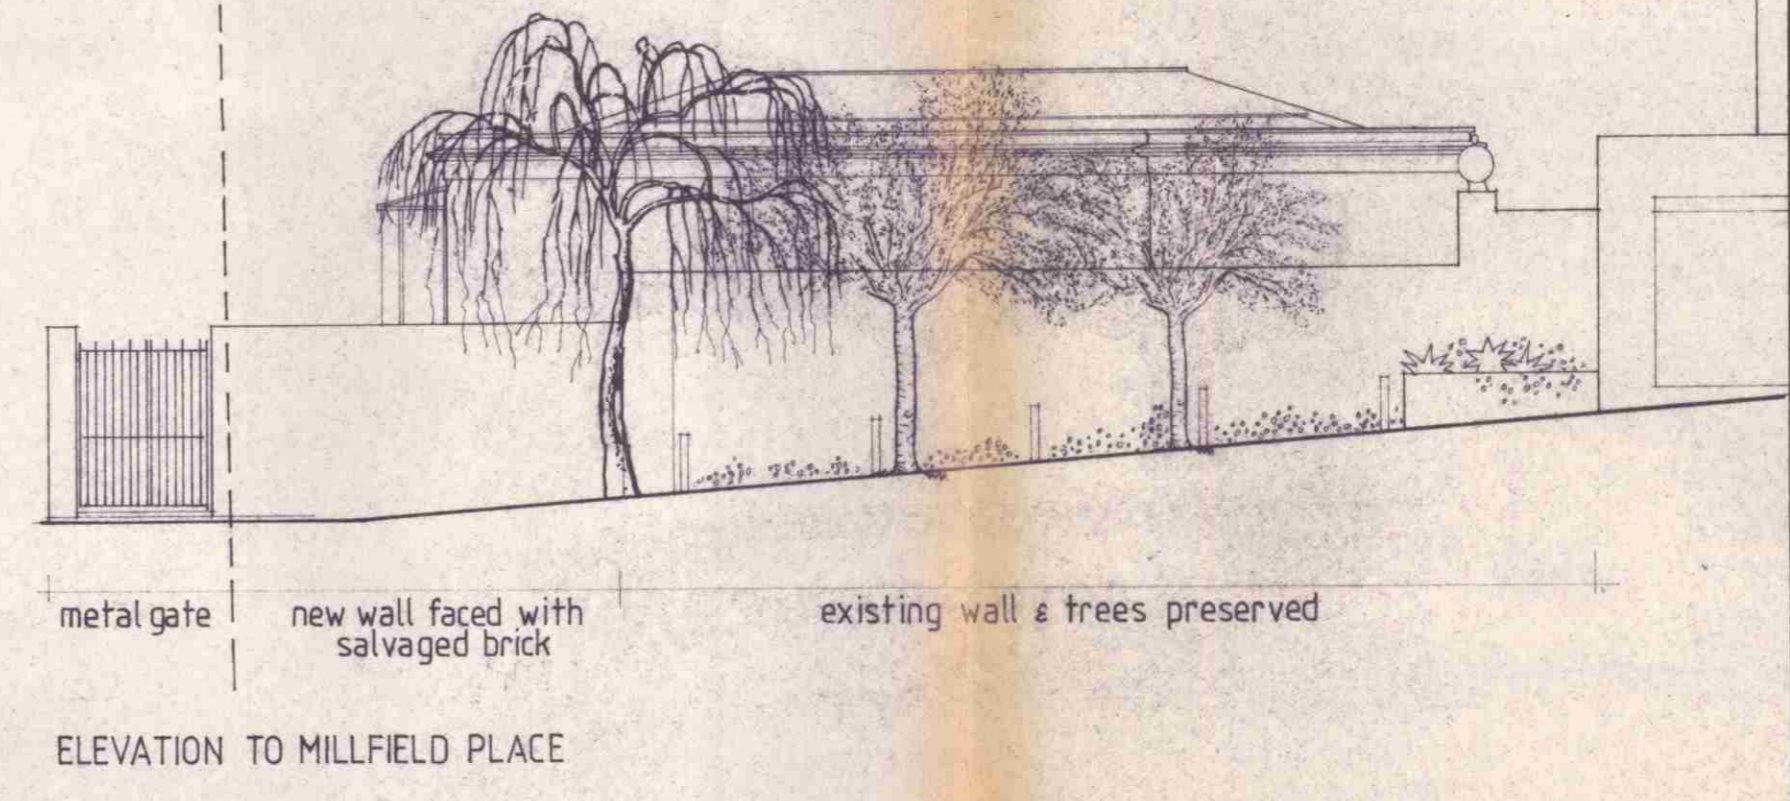 metal gate
new wall faced with
salvaged brick
existing wall & trees preserved
ELEVATION TO MILLFIELD PLACE